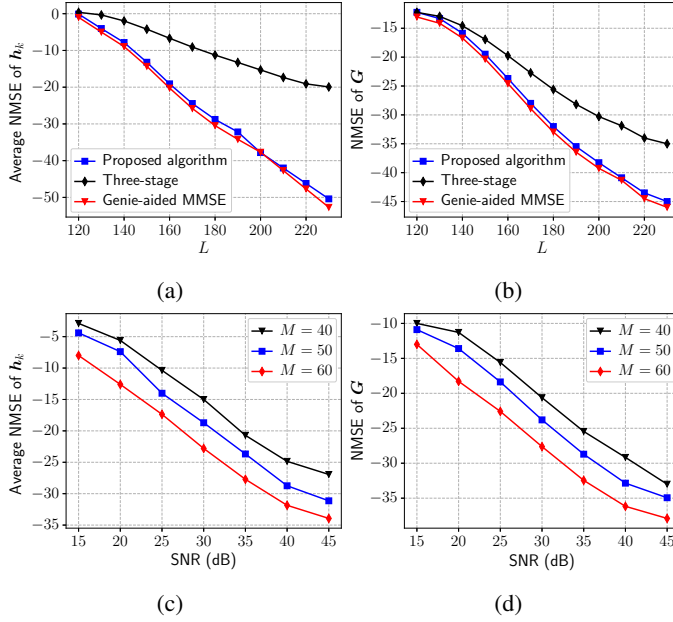 Average NMSE of h_k
0
−10
−20
−30
−40
−50
120 140 160 180 200 220
L
Proposed algorithm
Three-stage
Genie-aided MMSE
(a)
NMSE of G
−15
−20
−25
−30
−35
−40
−45
120 140 160 180 200 220
L
Proposed algorithm
Three-stage
Genie-aided MMSE
(b)
Average NMSE of h_k
−5
−10
−15
−20
−25
−30
−35
15 20 25 30 35 40 45
SNR (dB)
M = 40
M = 50
M = 60
(c)
NMSE of G
−10
−15
−20
−25
−30
−35
15 20 25 30 35 40 45
SNR (dB)
M = 40
M = 50
M = 60
(d)